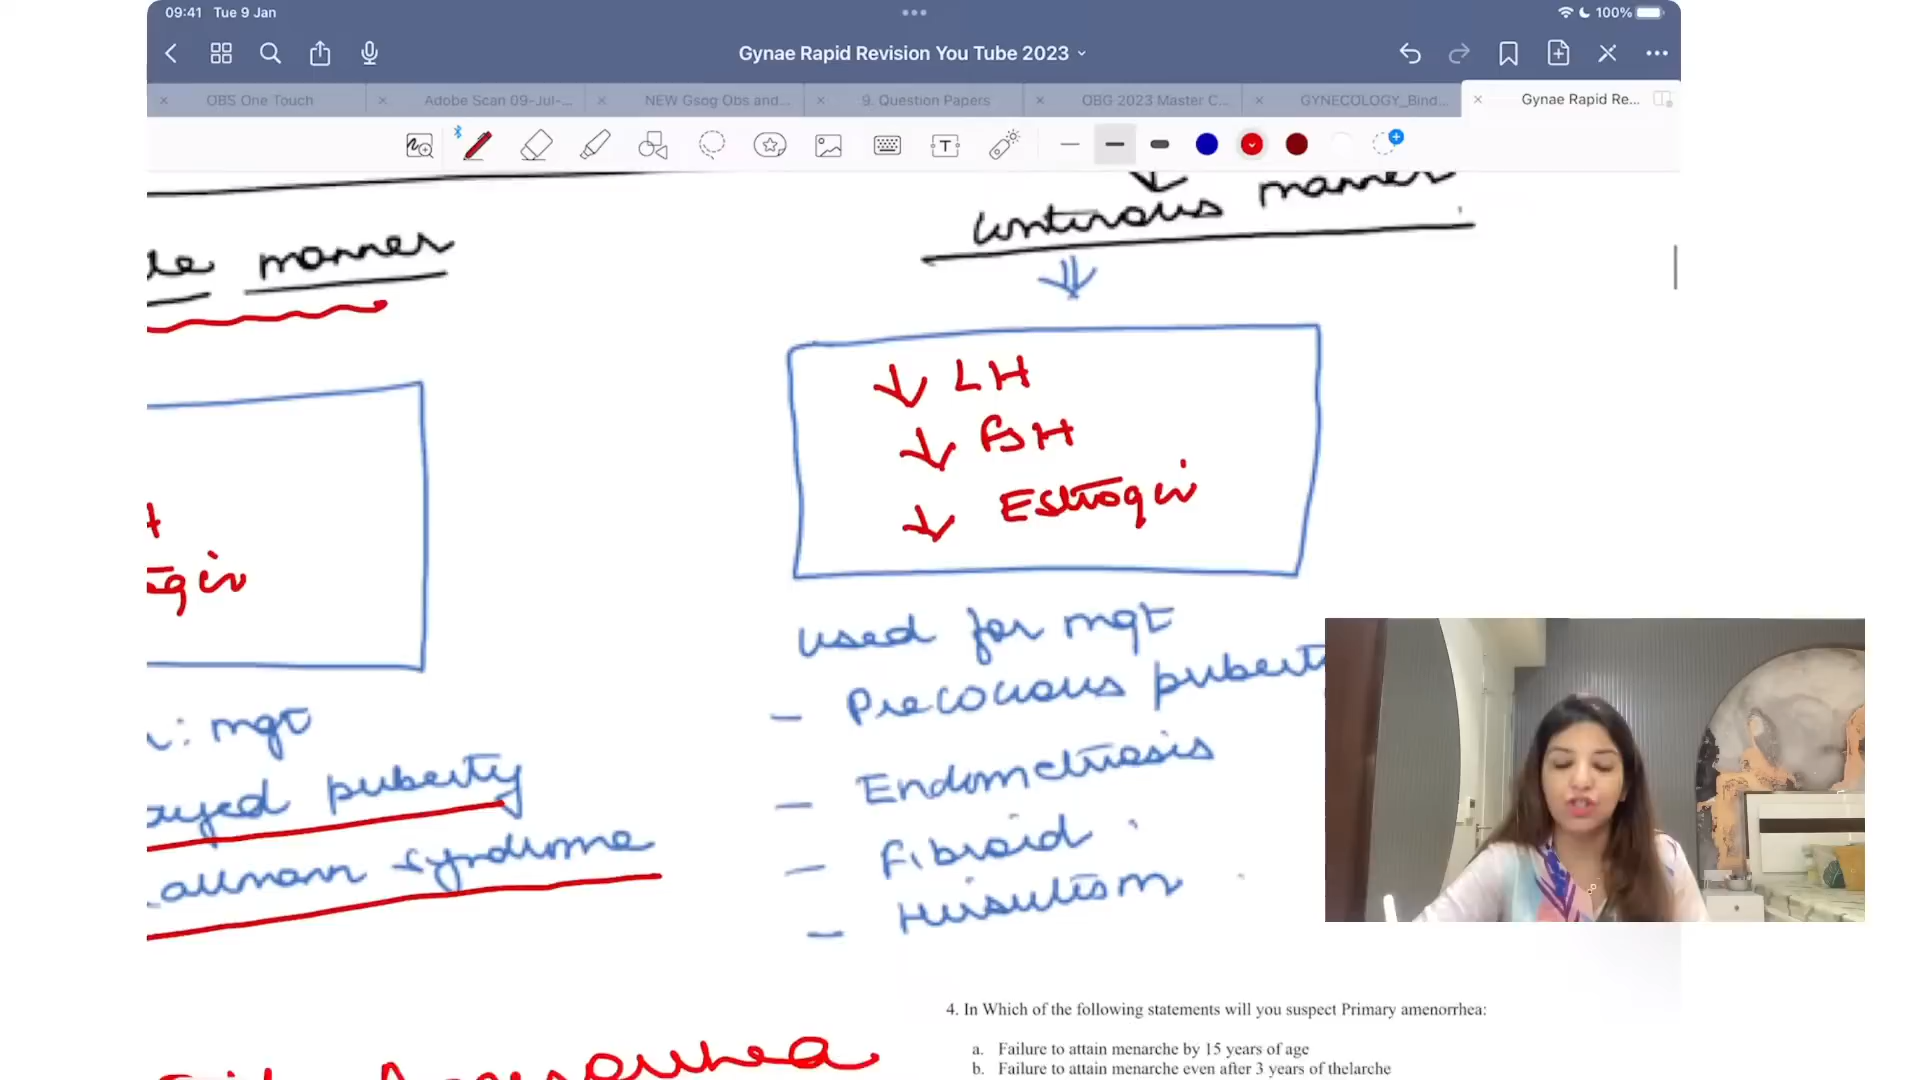 09:41 Tue 9 Jan
100%
Gynae Rapid Revision You Tube 2023
OBS One Touch
Adobe Scan 09-Jul-...
NEW Gsog Obs and...
9. Question Papers
OBG 2023 Master C...
GYNECOLOGY_Bind...
Gynae Rapid Re...
manner
continous manner
↓ LH
↓ FSH
↓ Estrogen
: mgt
puberty
syndrome
used for mgt
- Precocious puberty
- Endometriosis
- Fibroid
- Hirsutism
Amenorrhea
4. In Which of the following statements will you suspect Primary amenorrhea:
a. Failure to attain menarche by 15 years of age
b. Failure to attain menarche even after 3 years of thelarche